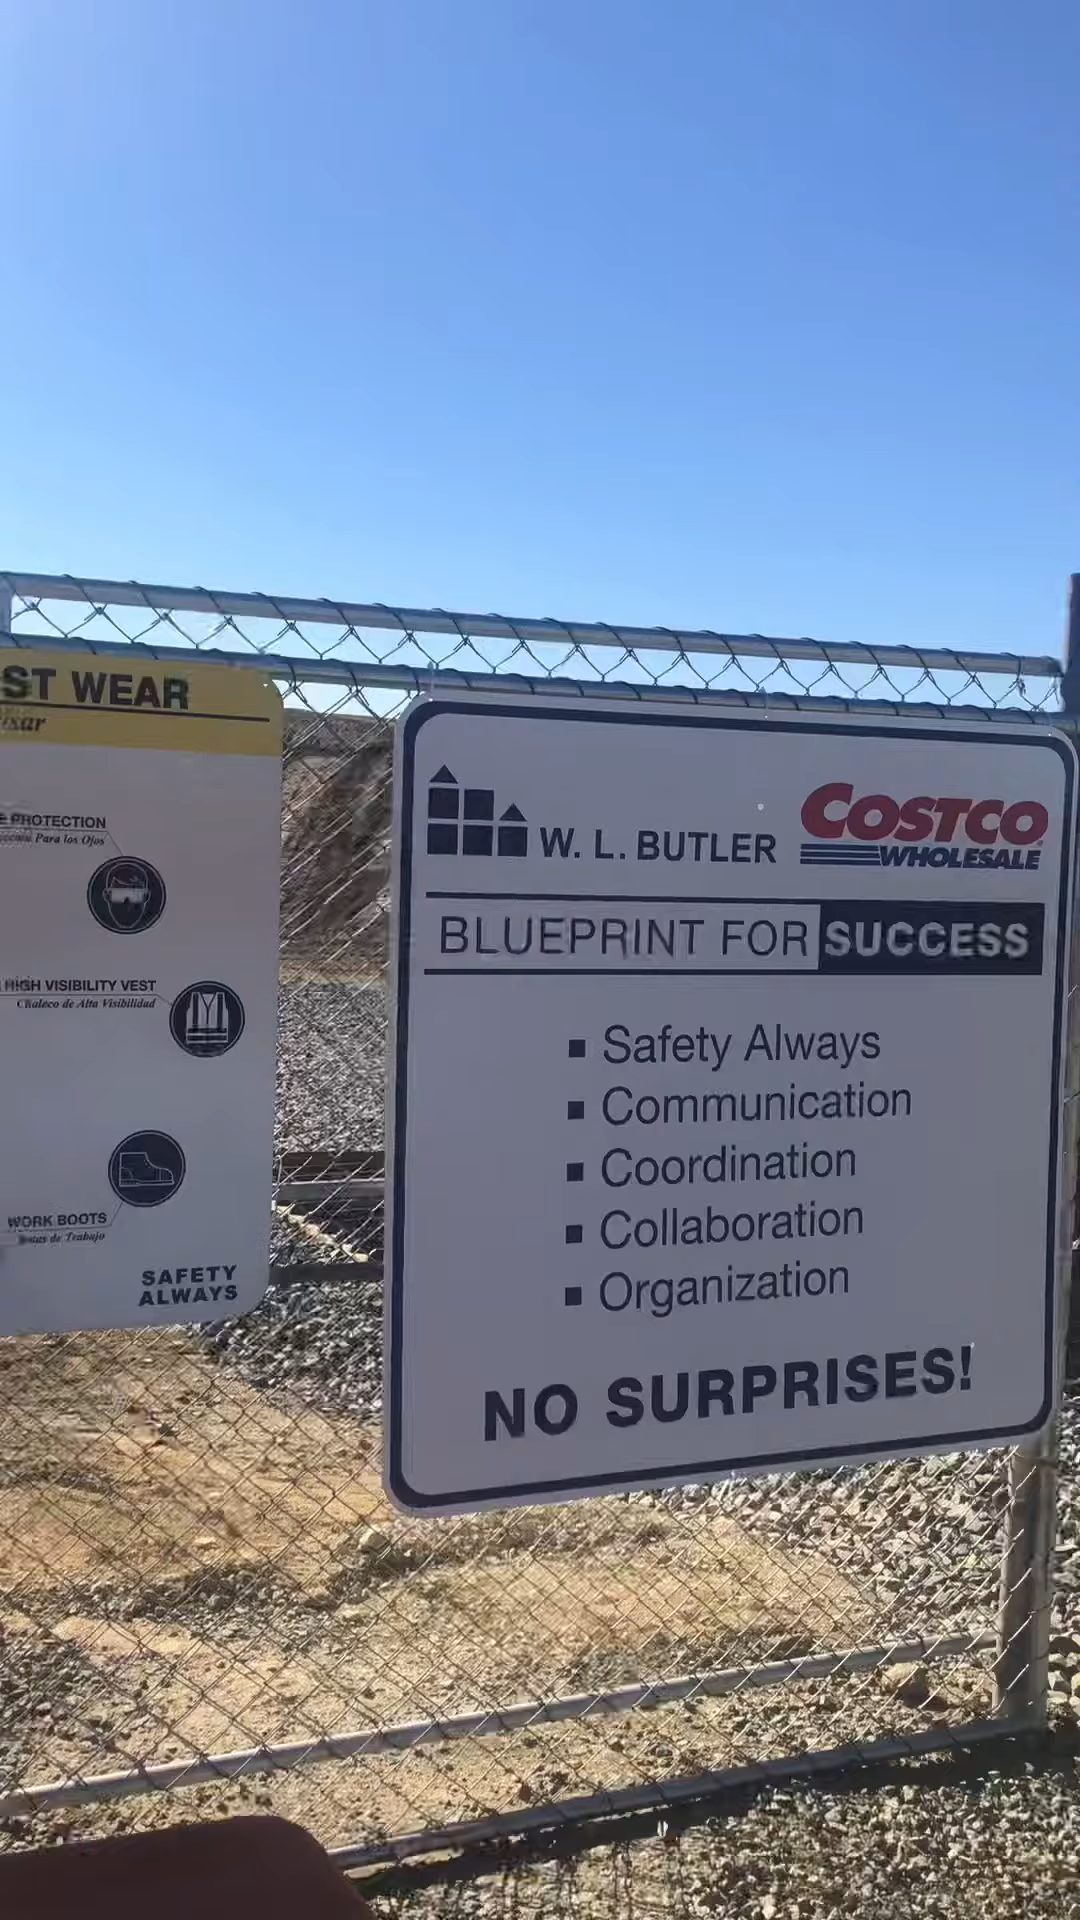 ST WEAR
PROTECTION
Para los Ojos
HIGH VISIBILITY VEST
Chaleco de Alta Visibilidad
WORK BOOTS
de Trabajo
SAFETY
ALWAYS
W. L. BUTLER
COSTCO
WHOLESALE
BLUEPRINT FOR SUCCESS
▪ Safety Always
▪ Communication
▪ Coordination
▪ Collaboration
▪ Organization
NO SURPRISES!